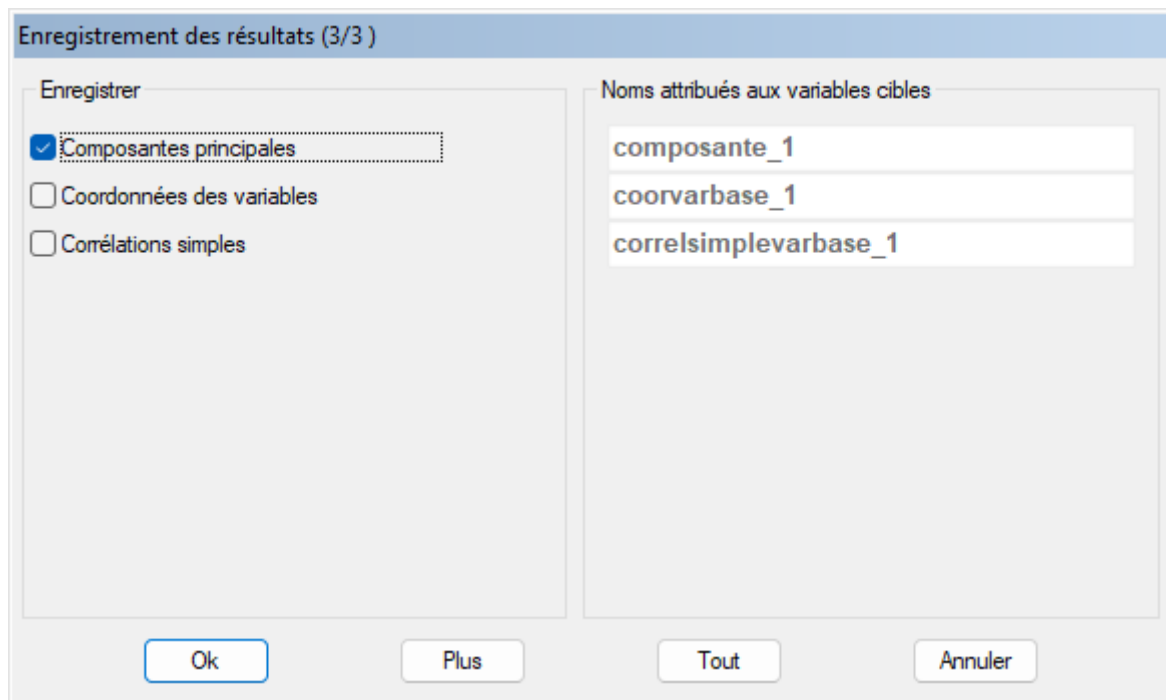 Enregistrement des résultats (3/3 )
Enregistrer
Composantes principales
Coordonnées des variables
Corrélations simples
Noms attribués aux variables cibles
composante_1
coorvarbase_1
correlsimplevarbase_1
Ok
Plus
Tout
Annuler